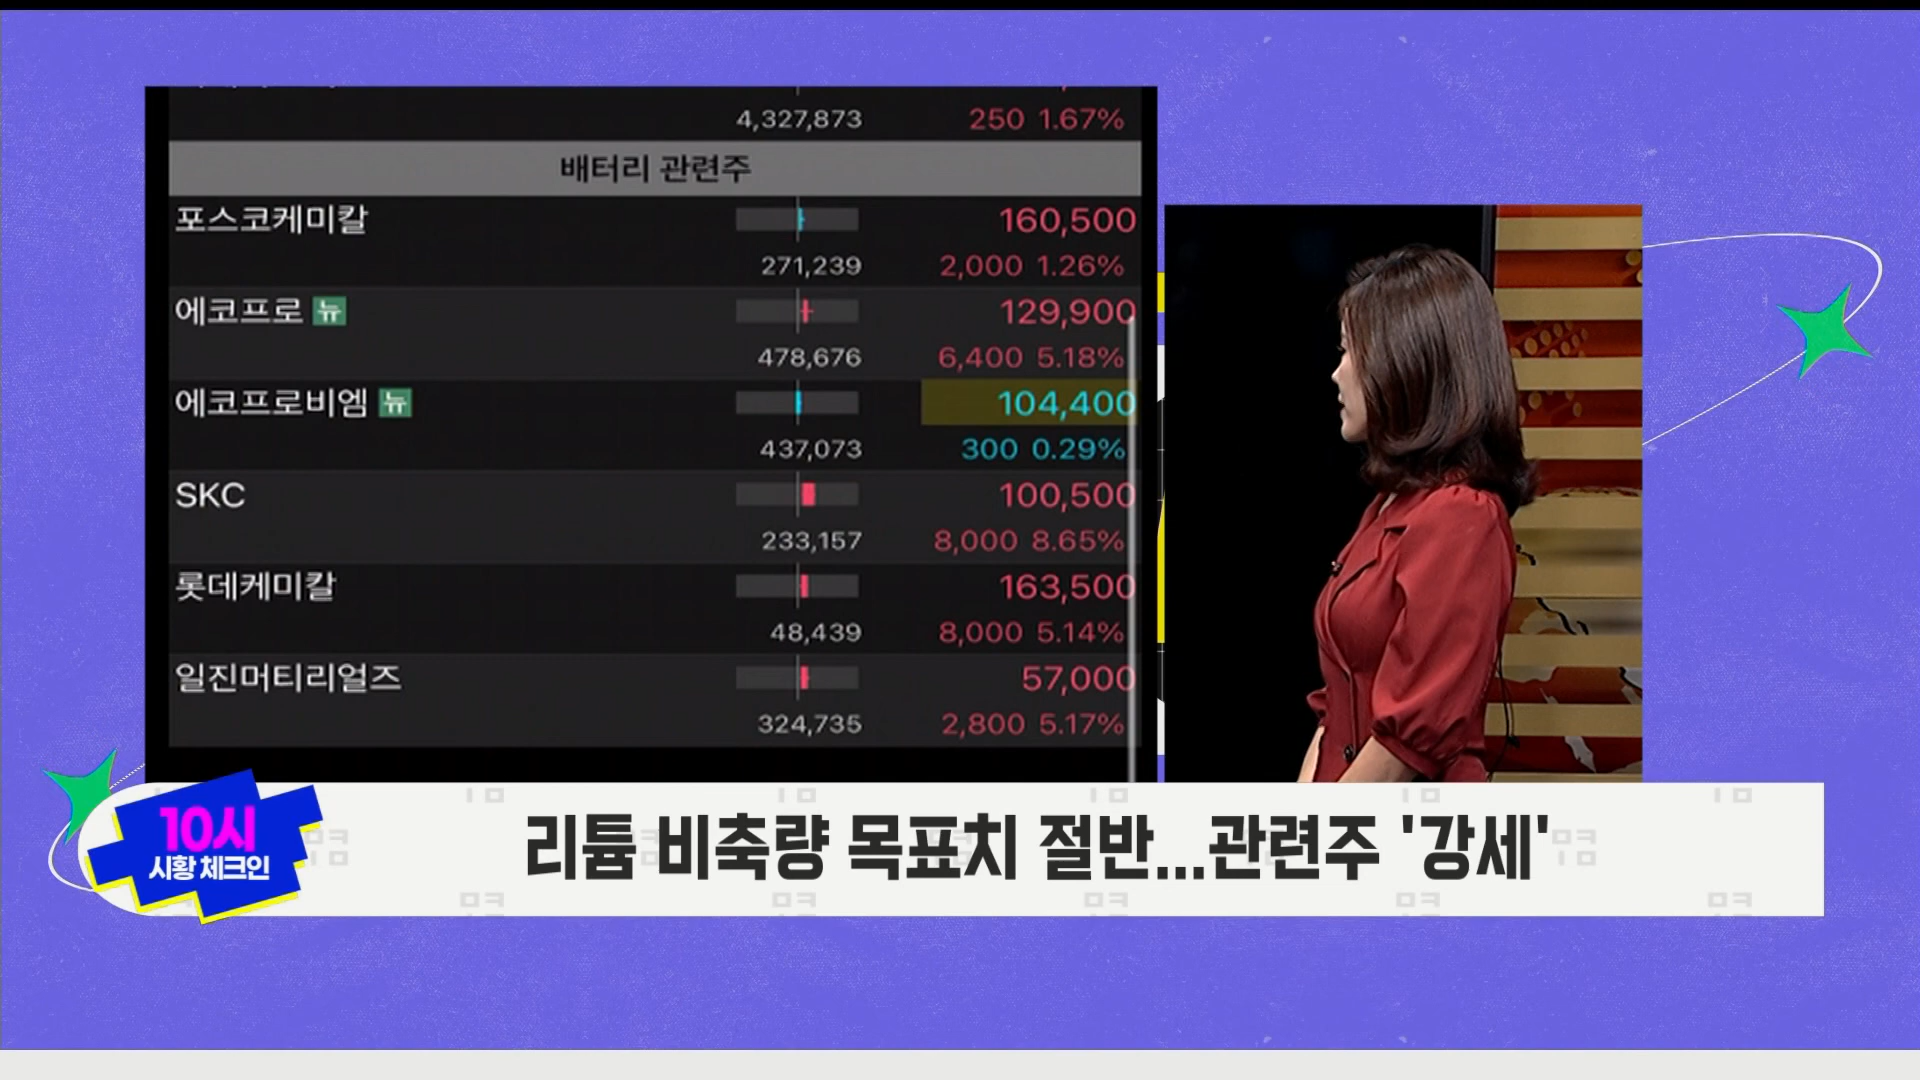 4,327,873 250 1.67%
배터리 관련주
포스코케미칼 160,500
271,239 2,000 1.26%
에코프로 뉴 129,900
478,676 6,400 5.18%
에코프로비엠 뉴 104,400
437,073 300 0.29%
SKC 100,500
233,157 8,000 8.65%
롯데케미칼 163,500
48,439 8,000 5.14%
일진머티리얼즈 57,000
324,735 2,800 5.17%
10시
시황 체크인
리튬 비축량 목표치 절반...관련주 '강세'